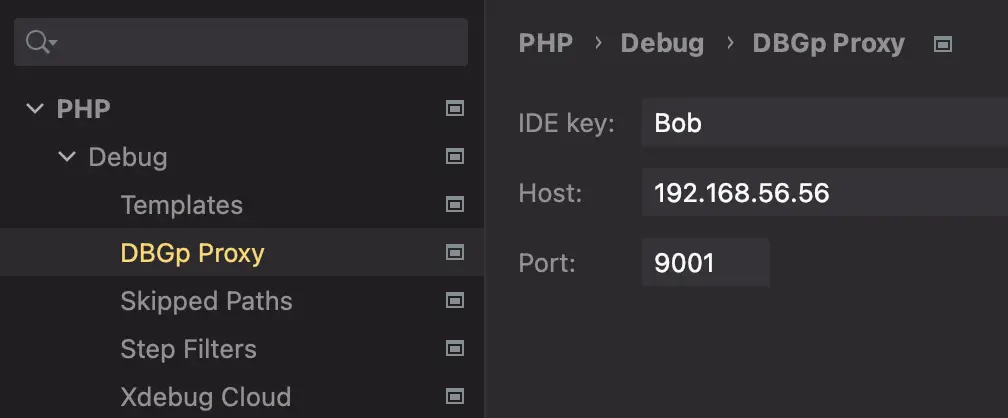 PHP
Debug
Templates
DBGp Proxy
Skipped Paths
Step Filters
Xdebug Cloud
PHP › Debug › DBGp Proxy
IDE key: Bob
Host: 192.168.56.56
Port: 9001